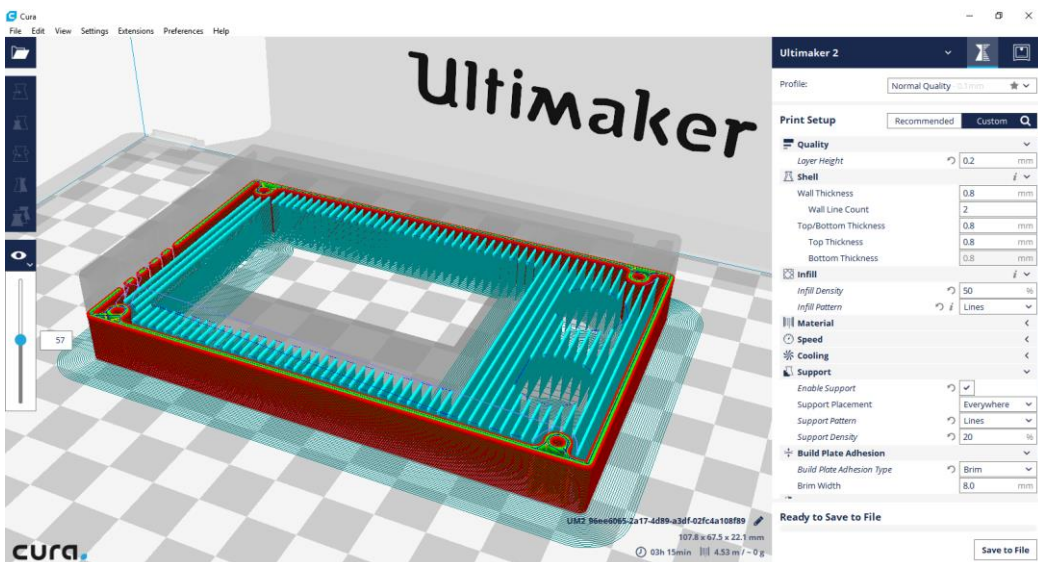 Cura
File Edit View Settings Extensions Preferences Help
Ultimaker
57
UM2_96ee6065-2a17-4d89-a3df-02fc4a108f89
107.8 x 67.5 x 22.1 mm
03h 15min 4.53 m / ~ 0 g
cura.
Ultimaker 2
Profile: Normal Quality - 0.1mm
Print Setup Recommended Custom
Quality
Layer Height 0.2 mm
Shell i
Wall Thickness 0.8 mm
Wall Line Count 2
Top/Bottom Thickness 0.8 mm
Top Thickness 0.8 mm
Bottom Thickness 0.8 mm
Infill i
Infill Density 50 %
Infill Pattern i Lines
Material
Speed
Cooling
Support
Enable Support
Support Placement Everywhere
Support Pattern Lines
Support Density 20 %
Build Plate Adhesion
Build Plate Adhesion Type Brim
Brim Width 8.0 mm
Ready to Save to File
Save to File